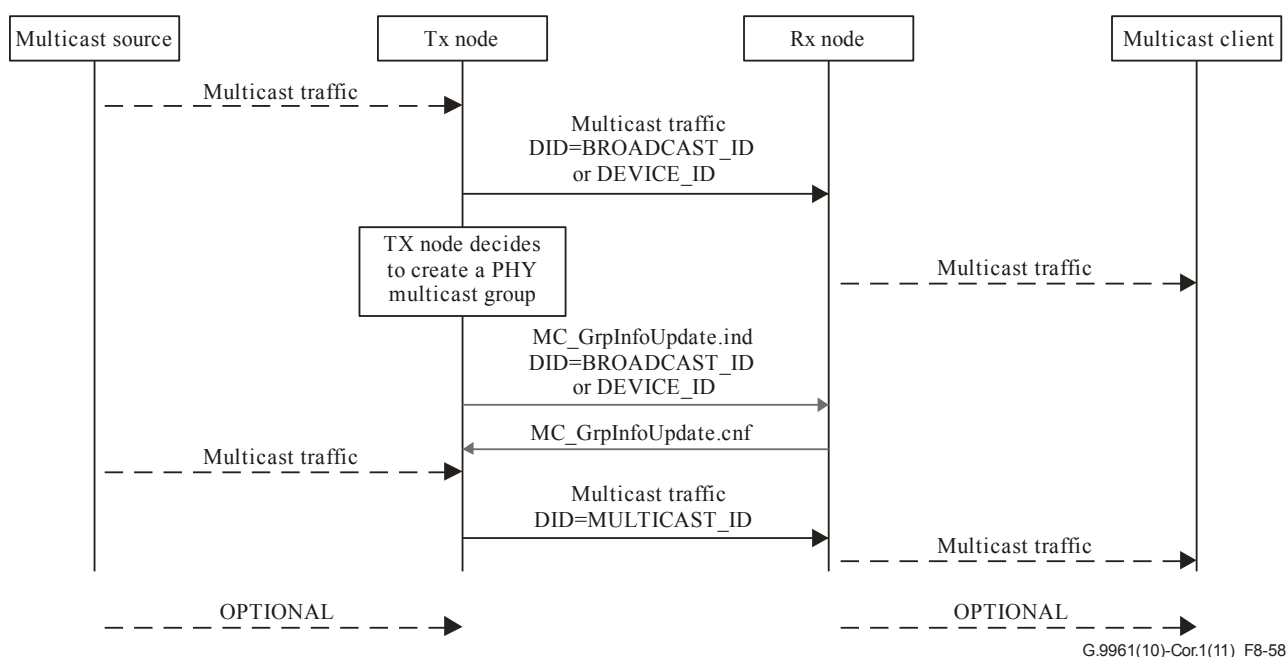 Multicast source
Tx node
Rx node
Multicast client
Multicast traffic
Multicast traffic
DID=BROADCAST_ID
or DEVICE_ID
TX node decides
to create a PHY
multicast group
Multicast traffic
MC_GrpInfoUpdate.ind
DID=BROADCAST_ID
or DEVICE_ID
MC_GrpInfoUpdate.cnf
Multicast traffic
Multicast traffic
DID=MULTICAST_ID
Multicast traffic
OPTIONAL
OPTIONAL
G.9961(10)-Cor.1(11)_F8-58